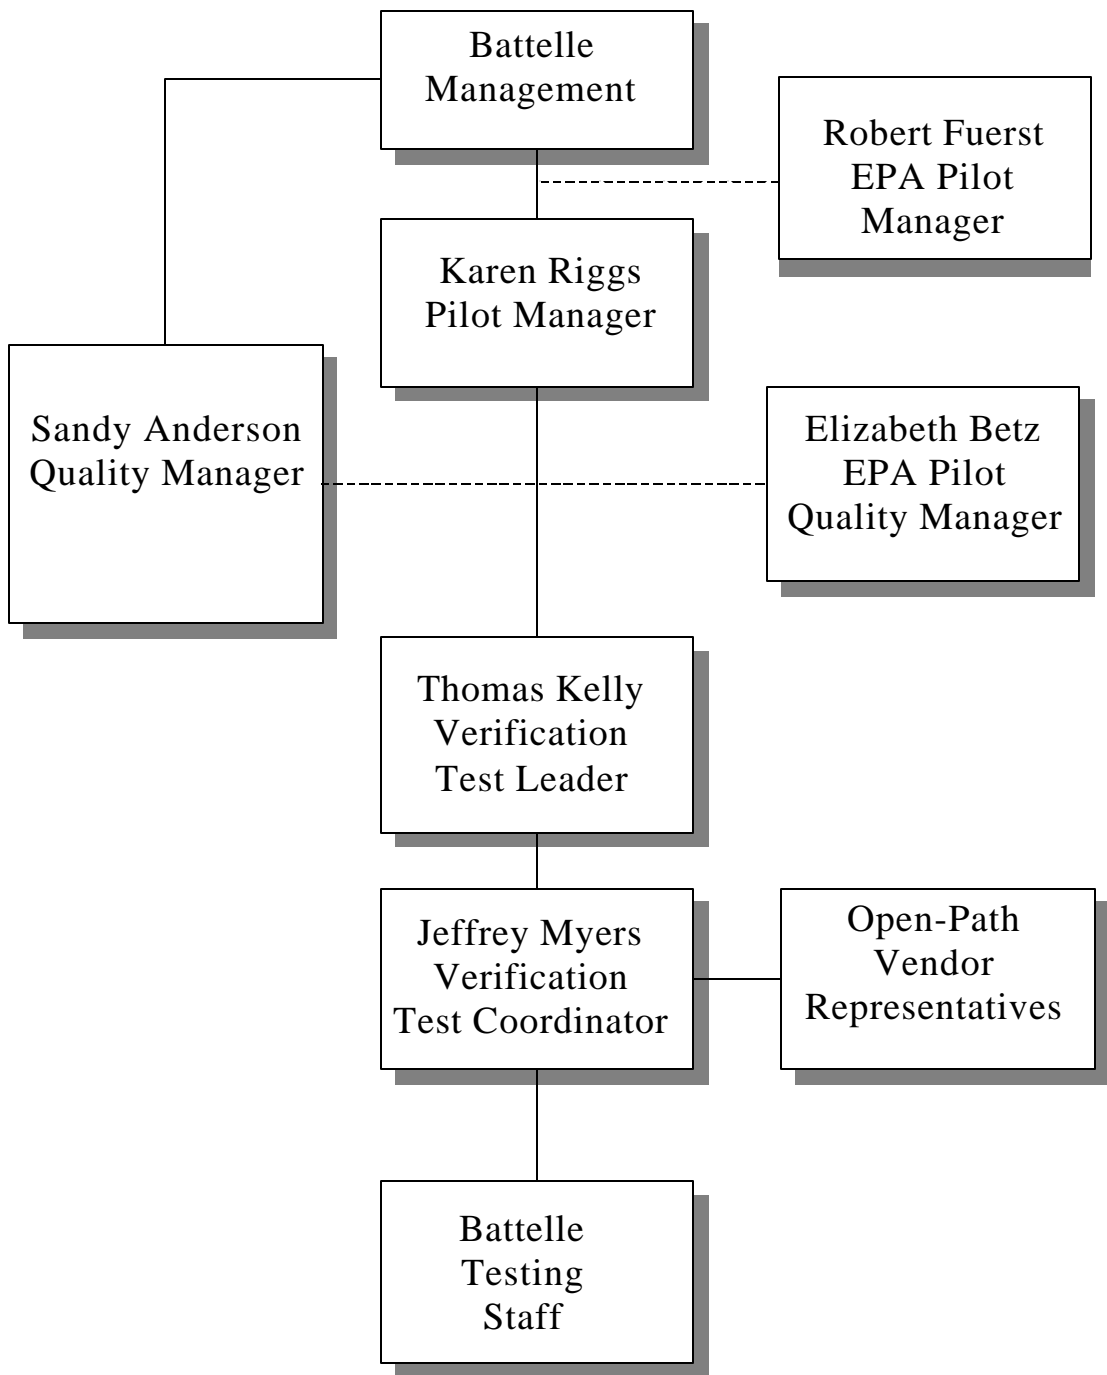 Battelle
Management
Robert Fuerst
EPA Pilot
Manager
Karen Riggs
Pilot Manager
Sandy Anderson
Quality Manager
Elizabeth Betz
EPA Pilot
Quality Manager
Thomas Kelly
Verification
Test Leader
Jeffrey Myers
Verification
Test Coordinator
Open-Path
Vendor
Representatives
Battelle
Testing
Staff